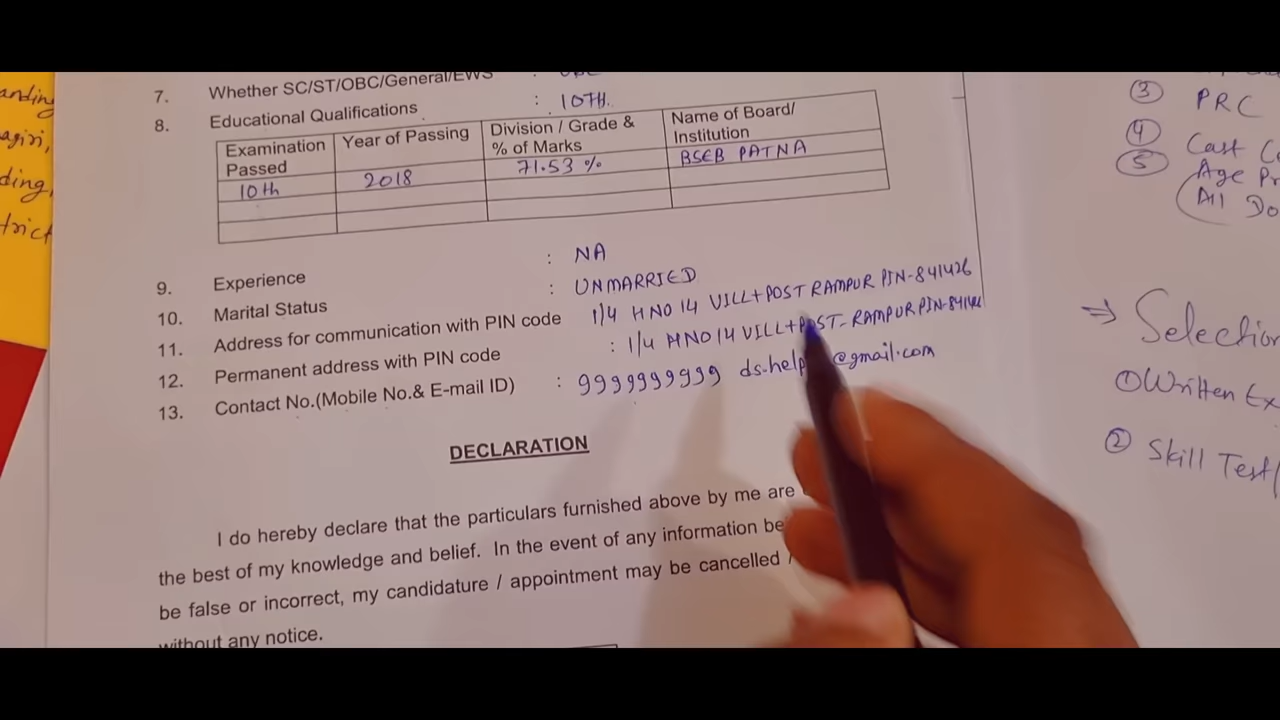 anding
agiri,
ding,
trict
7. Whether SC/ST/OBC/General/EWS :
8. Educational Qualifications : 10TH.
Examination Passed Year of Passing Division / Grade & % of Marks Name of Board/ Institution
10th 2018 71.53 % BSEB PATNA
9. Experience : NA
10. Marital Status : UNMARRIED
11. Address for communication with PIN code 1/4 HNO 14 VILL+POST RAMPUR PIN-841426
12. Permanent address with PIN code : 1/4 HNO 14 VILL+POST-RAMPUR PIN-
13. Contact No.(Mobile No.& E-mail ID) : 9999999999 ds.help @gmail.com
DECLARATION
I do hereby declare that the particulars furnished above by me are
the best of my knowledge and belief. In the event of any information be
be false or incorrect, my candidature / appointment may be cancelled /
without any notice.
3 PRC
4 Cast
5 Age
All
⇒ Selection
1 Written Ex
2 Skill Test/